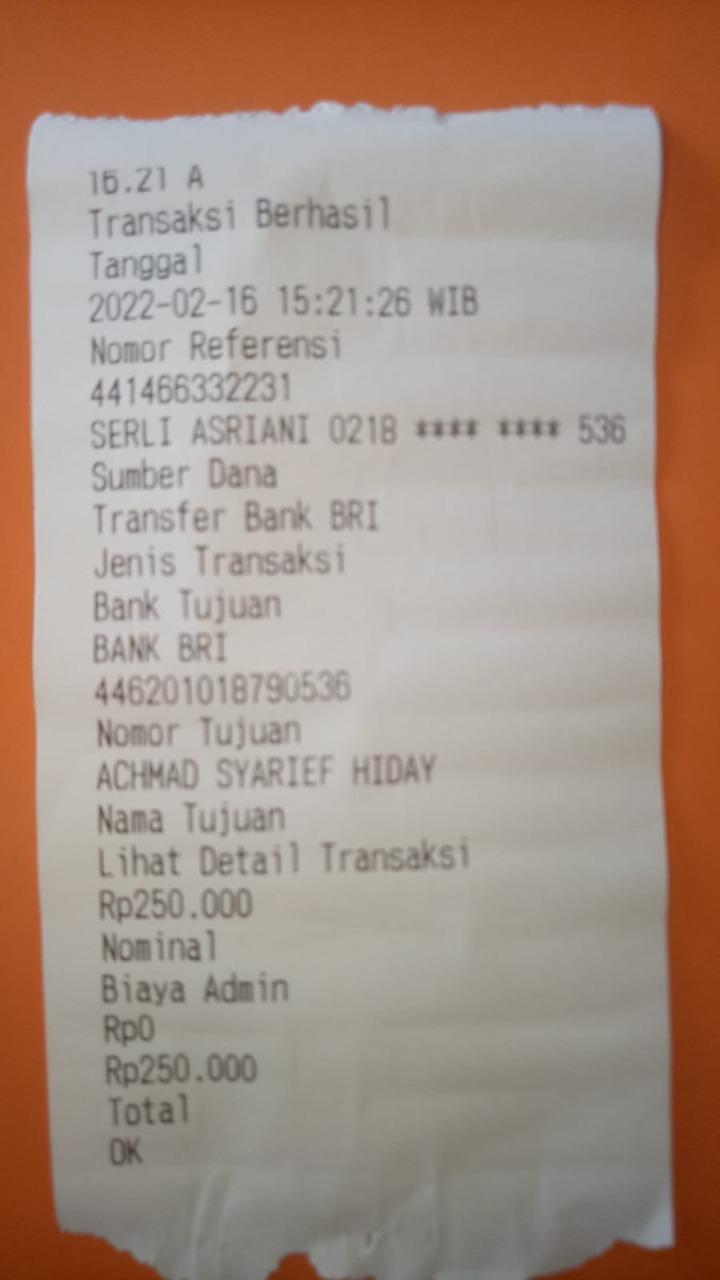 16.21 A
Transaksi Berhasil
Tanggal
2022-02-16 15:21:26 WIB
Nomor Referensi
441466332231
SERLI ASRIANI 0218 **** **** 536
Sumber Dana
Transfer Bank BRI
Jenis Transaksi
Bank Tujuan
BANK BRI
446201018790536
Nomor Tujuan
ACHMAD SYARIEF HIDAY
Nama Tujuan
Lihat Detail Transaksi
Rp250.000
Nominal
Biaya Admin
Rp0
Rp250.000
Total
OK